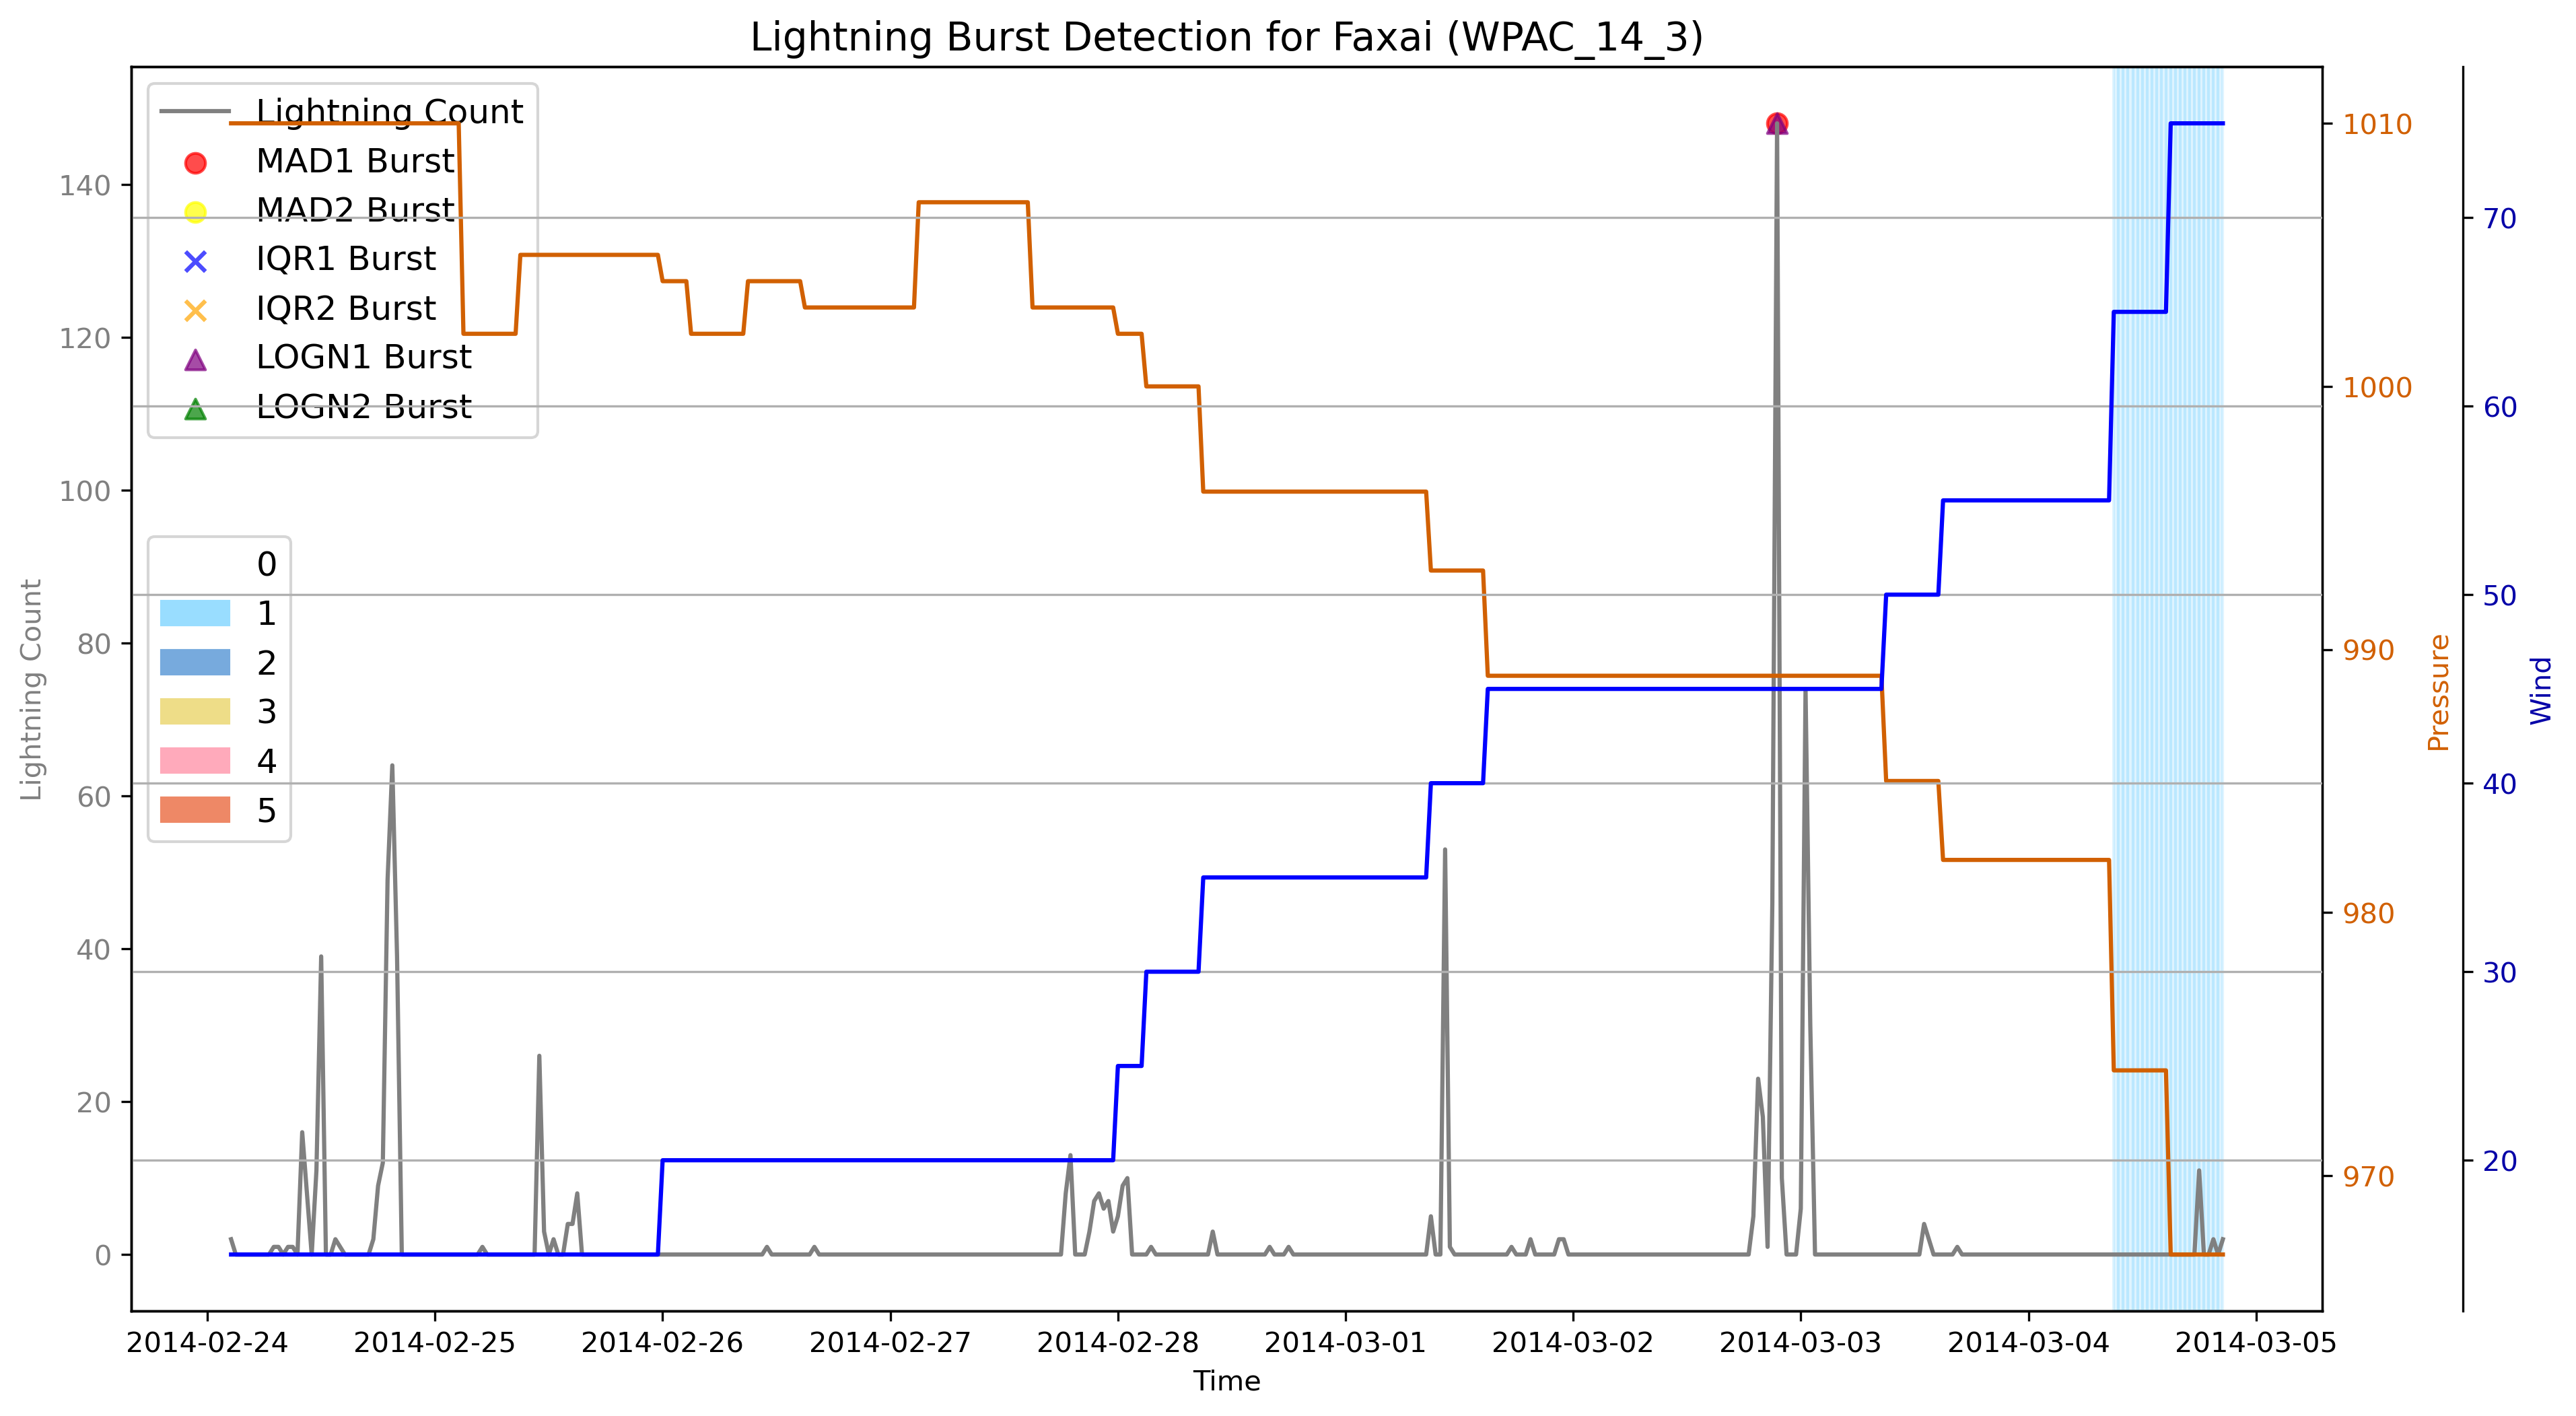 Lightning Burst Detection for Faxai (WPAC_14_3)
Lightning Count
MAD1 Burst
MAD2 Burst
IQR1 Burst
IQR2 Burst
LOGN1 Burst
LOGN2 Burst
0
1
2
3
4
5
Lightning Count
140
120
100
80
60
40
20
0
1010
1000
990
980
970
Pressure
70
60
50
40
30
20
Wind
2014-02-24
2014-02-25
2014-02-26
2014-02-27
2014-02-28
2014-03-01
2014-03-02
2014-03-03
2014-03-04
2014-03-05
Time